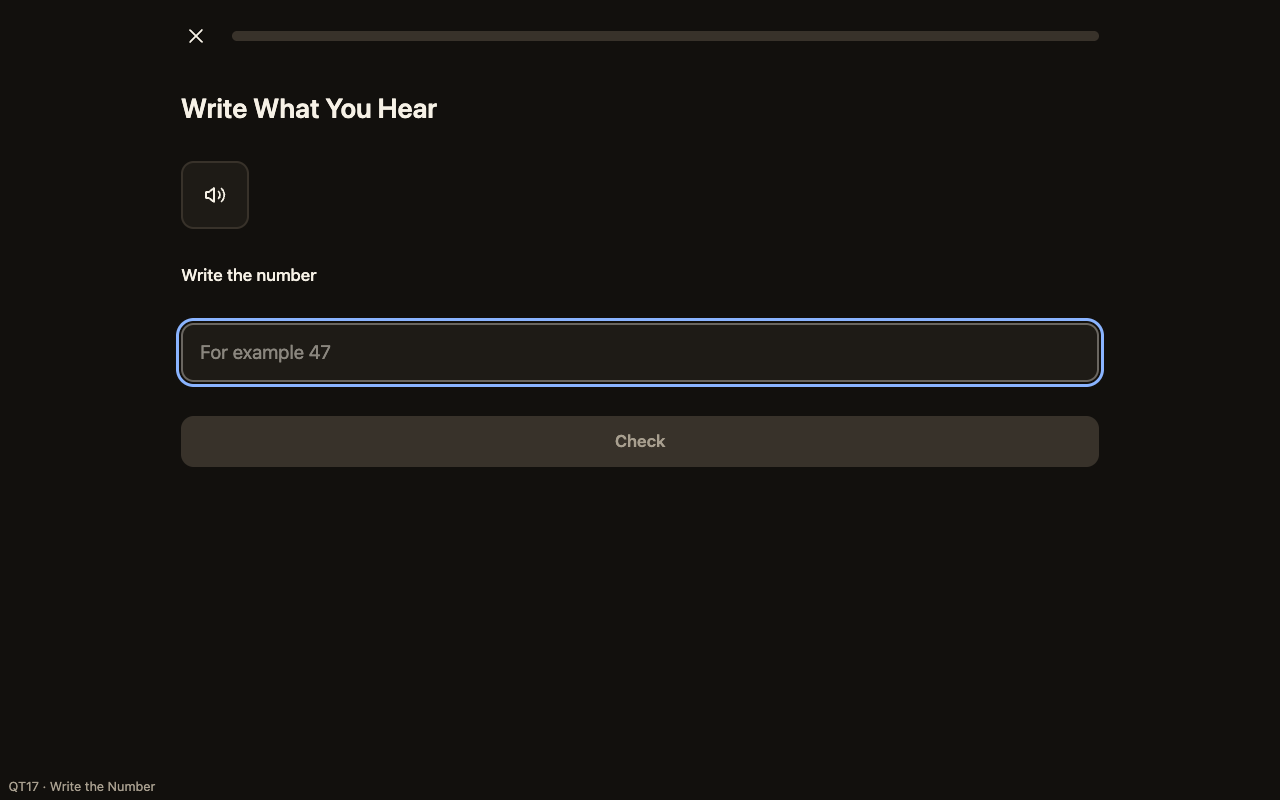 Write What You Hear
Write the number
For example 47
Check
QT17 · Write the Number